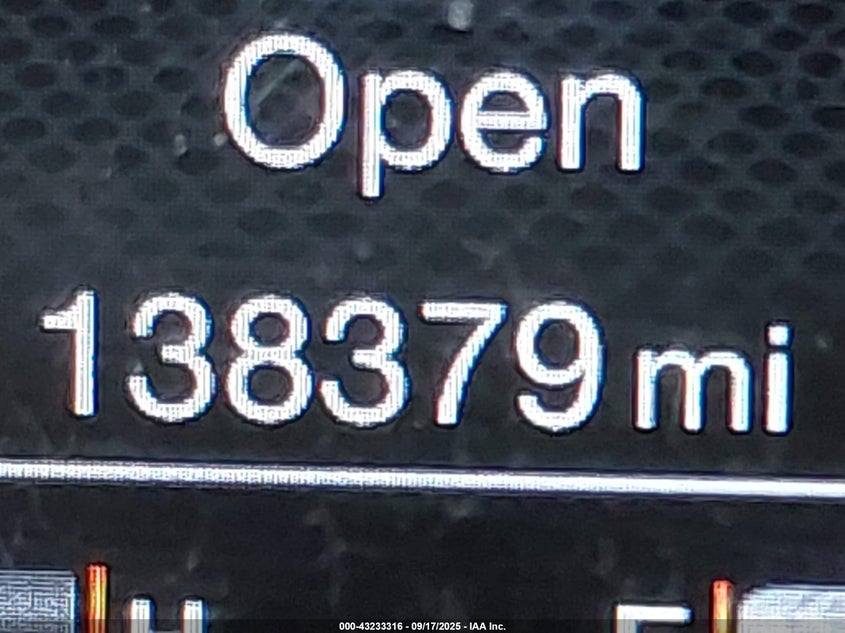 Open
138379 mi
H F
000-43233316 - 09/17/2025 - IAA Inc.